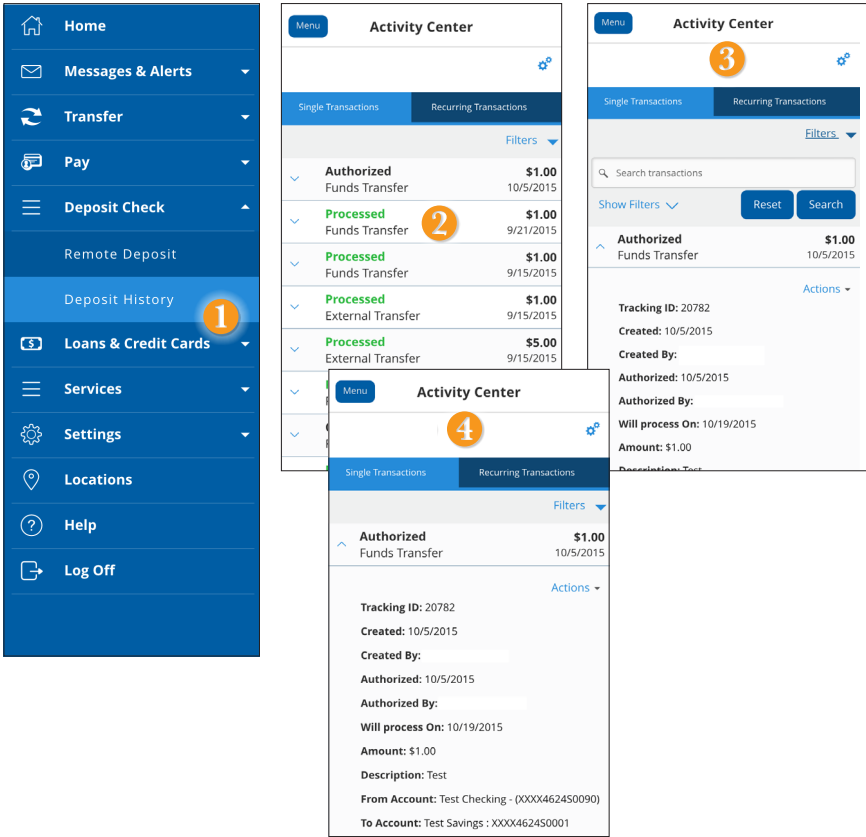 Home
Messages & Alerts
Transfer
Pay
Deposit Check
Remote Deposit
Deposit History
1
Loans & Credit Cards
Services
Settings
Locations
Help
Log Off
Menu
Activity Center
Single Transactions Recurring Transactions
Filters
Authorized $1.00
Funds Transfer 10/5/2015
Processed $1.00
Funds Transfer 9/21/2015
2
Processed $1.00
Funds Transfer 9/15/2015
Processed $1.00
External Transfer 9/15/2015
Processed $5.00
External Transfer 9/15/2015
Menu
Activity Center
3
Single Transactions Recurring Transactions
Filters
Search transactions
Show Filters Reset Search
Authorized $1.00
Funds Transfer 10/5/2015
Actions
Tracking ID: 20782
Created: 10/5/2015
Created By:
Authorized: 10/5/2015
Authorized By:
Will process On: 10/19/2015
Amount: $1.00
Description: Test
Menu
Activity Center
4
Single Transactions Recurring Transactions
Filters
Authorized $1.00
Funds Transfer 10/5/2015
Actions
Tracking ID: 20782
Created: 10/5/2015
Created By:
Authorized: 10/5/2015
Authorized By:
Will process On: 10/19/2015
Amount: $1.00
Description: Test
From Account: Test Checking - (XXXX4624S0090)
To Account: Test Savings : XXXX4624S0001